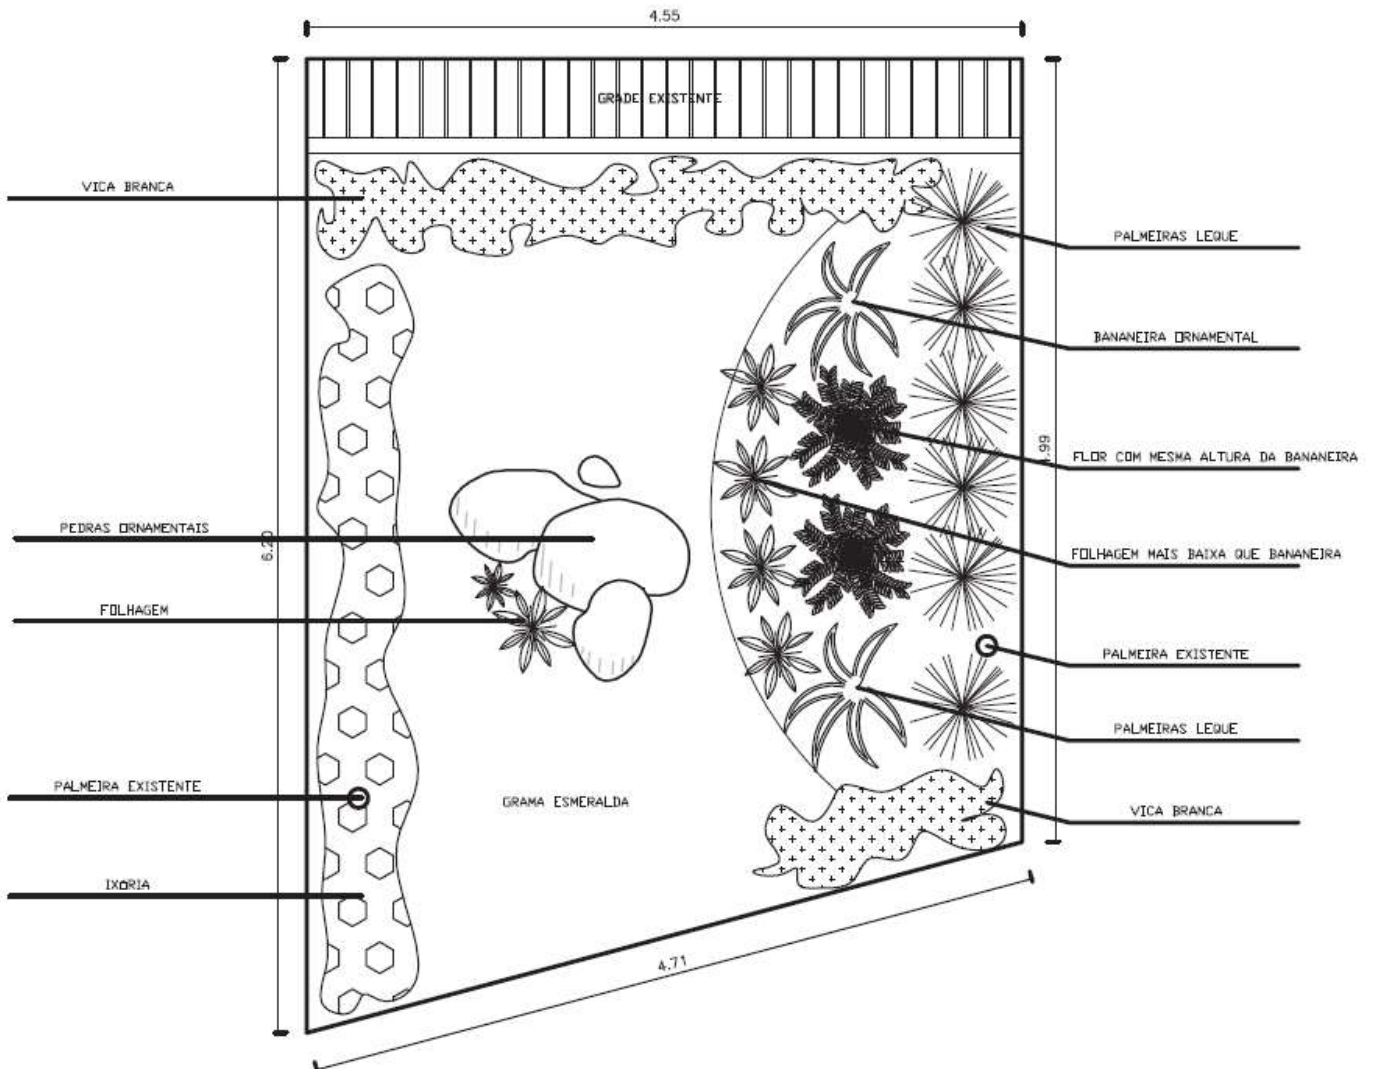 4.55
GRADE EXISTENTE
VICA BRANCA
PALMEIRAS LEQUE
BANANEIRA ORNAMENTAL
FLOR COM MESMA ALTURA DA BANANEIRA
PEDRAS ORNAMENTAIS
6.20
FOLHAGEM MAIS BAIXA QUE BANANEIRA
FOLHAGEM
PALMEIRA EXISTENTE
PALMEIRAS LEQUE
PALMEIRA EXISTENTE
GRAMA ESMERALDA
VICA BRANCA
IXORIA
4.71